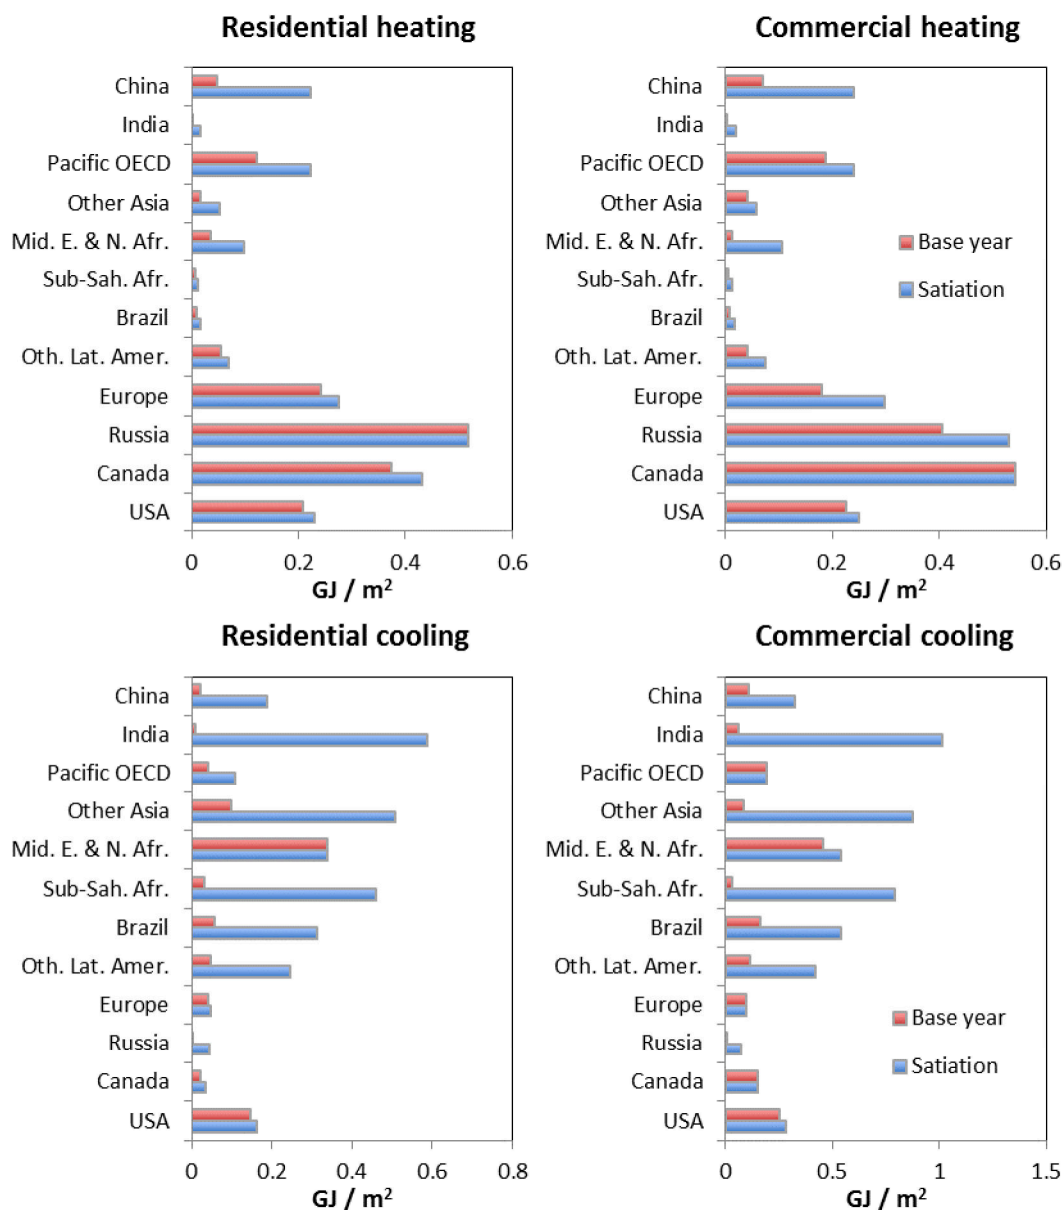 Residential heating
China
India
Pacific OECD
Other Asia
Mid. E. & N. Afr.
Sub-Sah. Afr.
Brazil
Oth. Lat. Amer.
Europe
Russia
Canada
USA
0 0.2 0.4 0.6
GJ / m²
Commercial heating
China
India
Pacific OECD
Other Asia
Mid. E. & N. Afr.
Sub-Sah. Afr.
Brazil
Oth. Lat. Amer.
Europe
Russia
Canada
USA
Base year
Satiation
0 0.2 0.4 0.6
GJ / m²
Residential cooling
China
India
Pacific OECD
Other Asia
Mid. E. & N. Afr.
Sub-Sah. Afr.
Brazil
Oth. Lat. Amer.
Europe
Russia
Canada
USA
0 0.2 0.4 0.6 0.8
GJ / m²
Commercial cooling
China
India
Pacific OECD
Other Asia
Mid. E. & N. Afr.
Sub-Sah. Afr.
Brazil
Oth. Lat. Amer.
Europe
Russia
Canada
USA
Base year
Satiation
0 0.5 1 1.5
GJ / m²